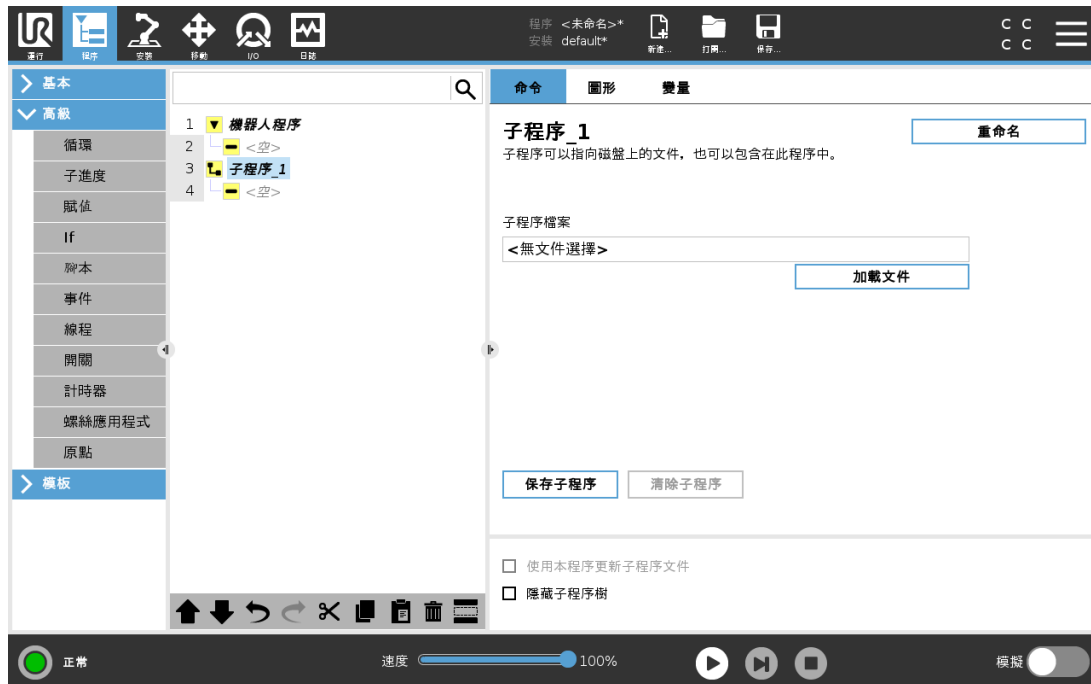 運行 程序 安裝 移動 I/O 日誌
程序 <未命名>*
安裝 default*
新建... 打開... 保存...
C C
C C
基本
高級
循環
子進度
賦值
If
腳本
事件
線程
開關
計時器
螺絲應用程式
原點
模板
1 機器人程序
2 <空>
3 子程序_1
4 <空>
命令 圖形 變量
子程序_1
重命名
子程序可以指向磁盤上的文件，也可以包含在此程序中。
子程序檔案
<無文件選擇>
加載文件
保存子程序 清除子程序
使用本程序更新子程序文件
隱藏子程序樹
正常
速度 100%
模擬